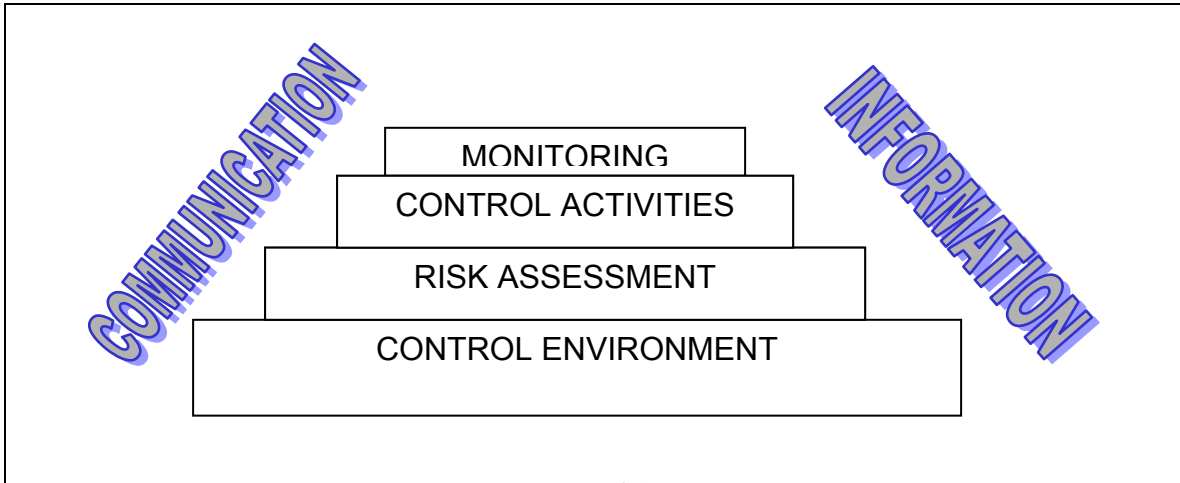 COMMUNICATION
INFORMATION
MONITORING
CONTROL ACTIVITIES
RISK ASSESSMENT
CONTROL ENVIRONMENT